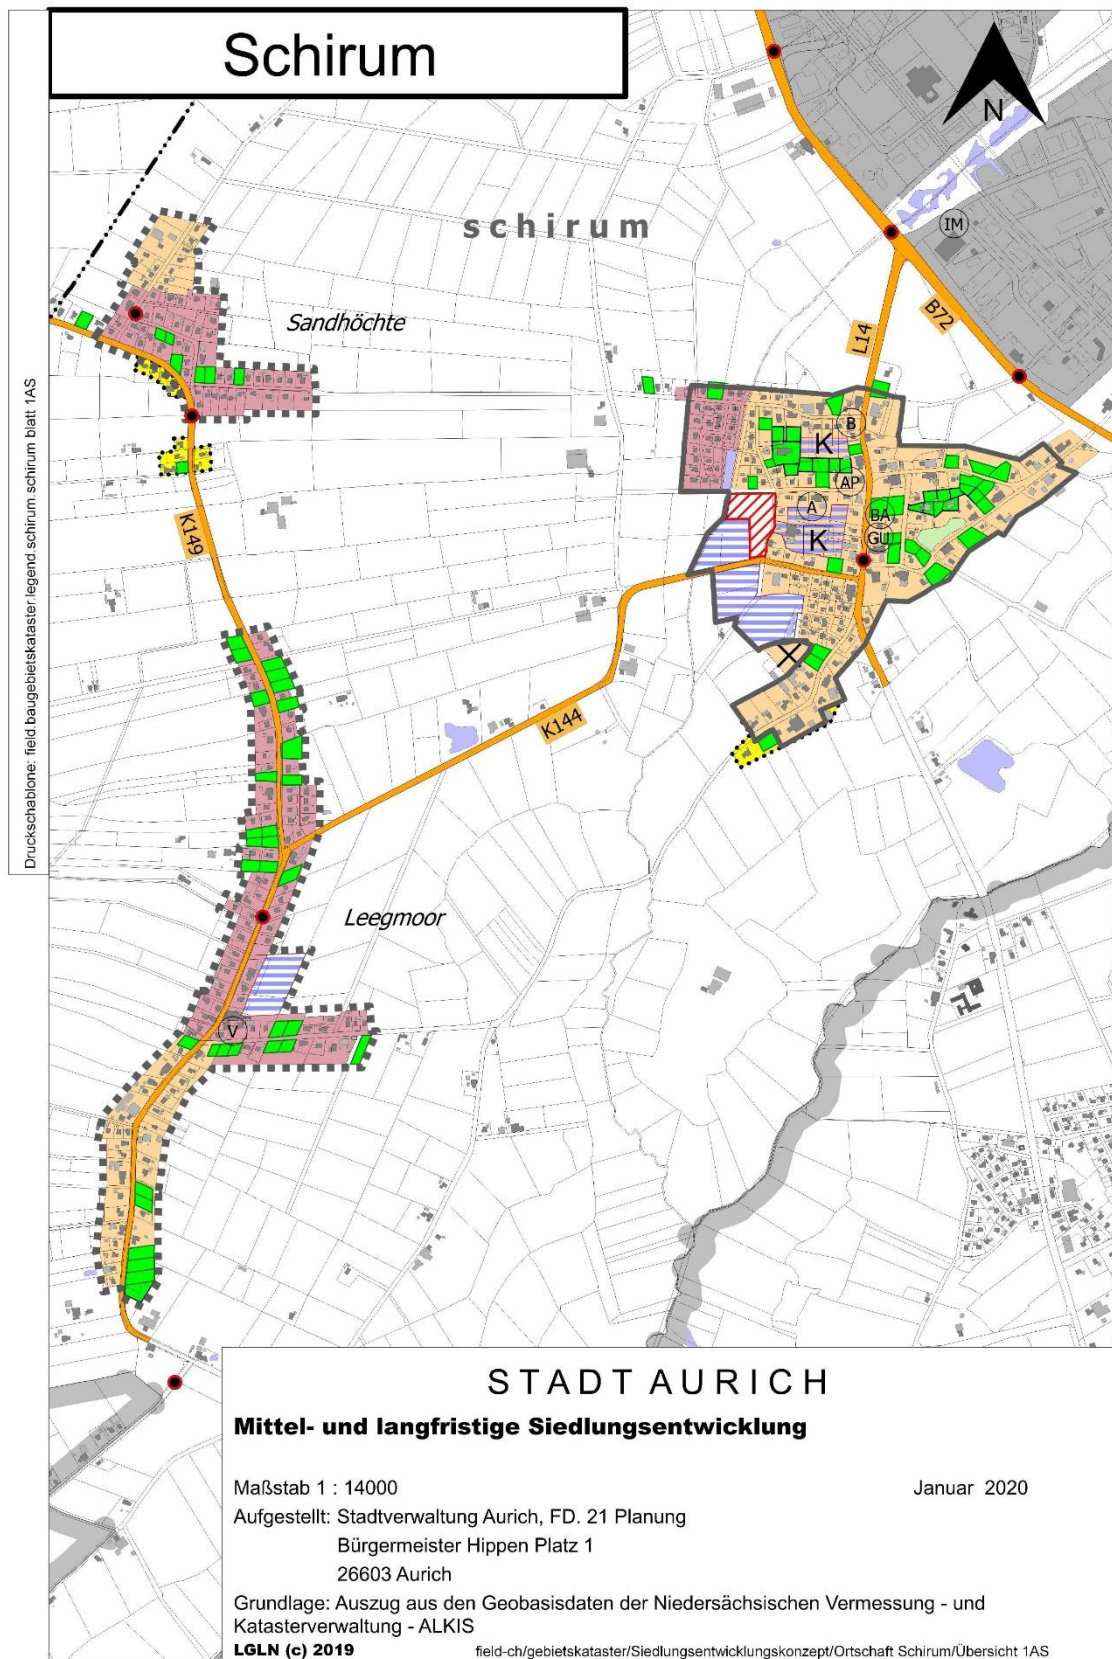 Schirum
N
IM
schirum
Sandhöchte
L14
B72
B
K
AP
A
BA
K
GU
K149
X
K144
Druckschablone: field.baugebietskataster.legend.schirum.schirum blatt 1AS
Leegmoor
V
STADT AURICH
Mittel- und langfristige Siedlungsentwicklung
Maßstab 1 : 14000
Januar 2020
Aufgestellt: Stadtverwaltung Aurich, FD. 21 Planung
Bürgermeister Hippen Platz 1
26603 Aurich
Grundlage: Auszug aus den Geobasisdaten der Niedersächsischen Vermessung - und
Katasterverwaltung - ALKIS
LGLN (c) 2019
field-ch/gebietskataster/Siedlungsentwicklungskonzept/Ortschaft Schirum/Übersicht 1AS